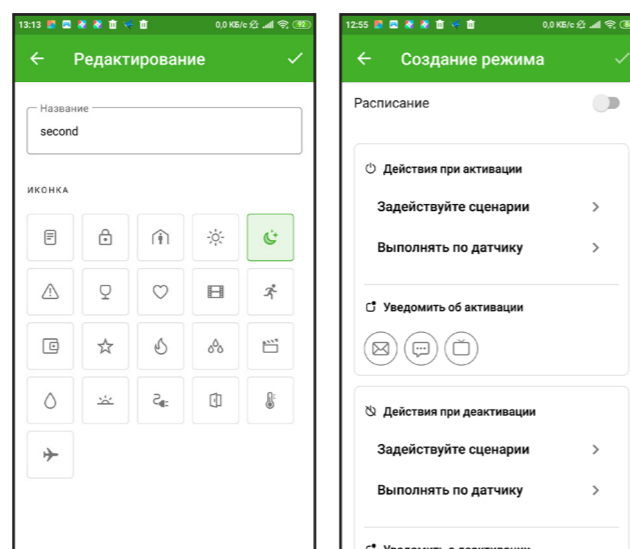 13:13 0,0 КБ/с 92
Редактирование
Название
second
ИКОНКА
12:55 0,0 КБ/с
Создание режима
Расписание
Действия при активации
Задействуйте сценарии
Выполнять по датчику
Уведомить об активации
Действия при деактивации
Задействуйте сценарии
Выполнять по датчику